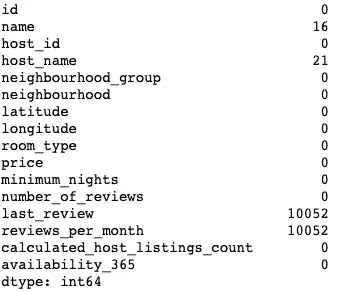 id 0
name 16
host_id 0
host_name 21
neighbourhood_group 0
neighbourhood 0
latitude 0
longitude 0
room_type 0
price 0
minimum_nights 0
number_of_reviews 0
last_review 10052
reviews_per_month 10052
calculated_host_listings_count 0
availability_365 0
dtype: int64